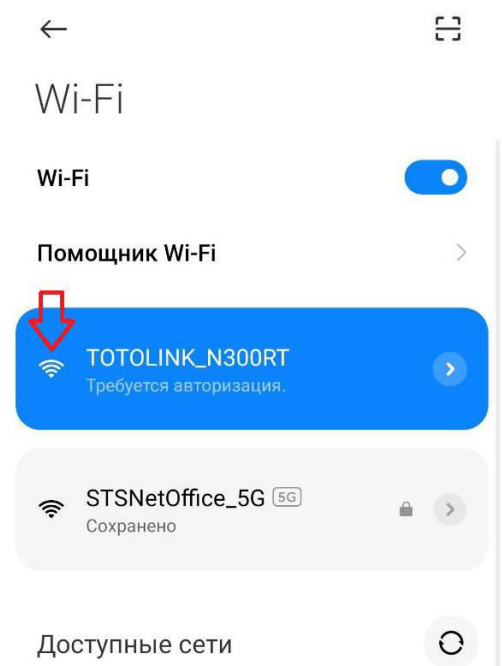 Wi-Fi
Wi-Fi
Помощник Wi-Fi
TOTOLINK_N300RT
Требуется авторизация.
STSNetOffice_5G 5G
Сохранено
Доступные сети